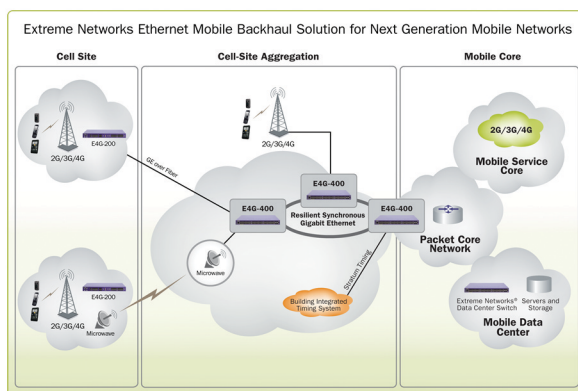 Extreme Networks Ethernet Mobile Backhaul Solution for Next Generation Mobile Networks
Cell Site
2G/3G/4G
E4G-200
E4G-200
2G/3G/4G
Microwave
Cell-Site Aggregation
2G/3G/4G
GE over Fiber
E4G-400
E4G-400
E4G-400
Resilient Synchronous
Gigabit Ethernet
Microwave
Stratum Timing
Building Integrated
Timing System
Mobile Core
2G/3G/4G
Mobile Service
Core
Packet Core
Network
Extreme Networks®
Data Center Switch
Servers and
Storage
Mobile Data
Center